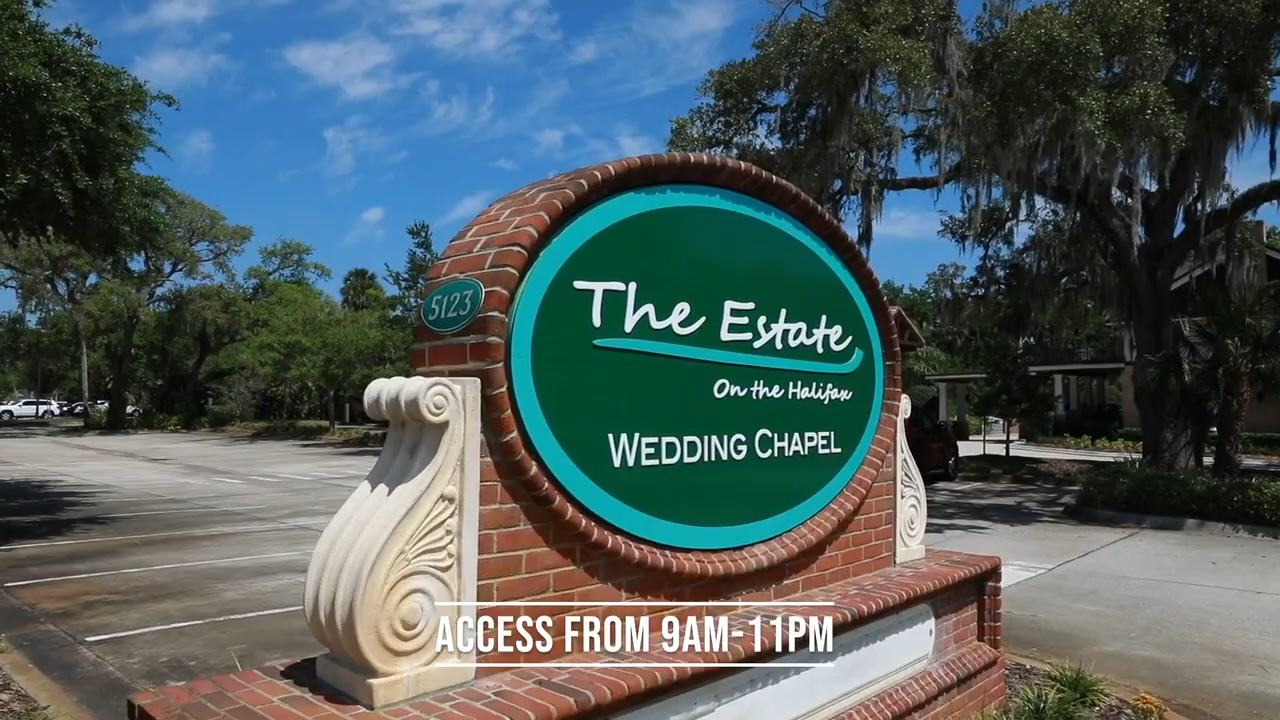 5123
The Estate
On the Halifax
WEDDING CHAPEL
ACCESS FROM 9AM-11PM